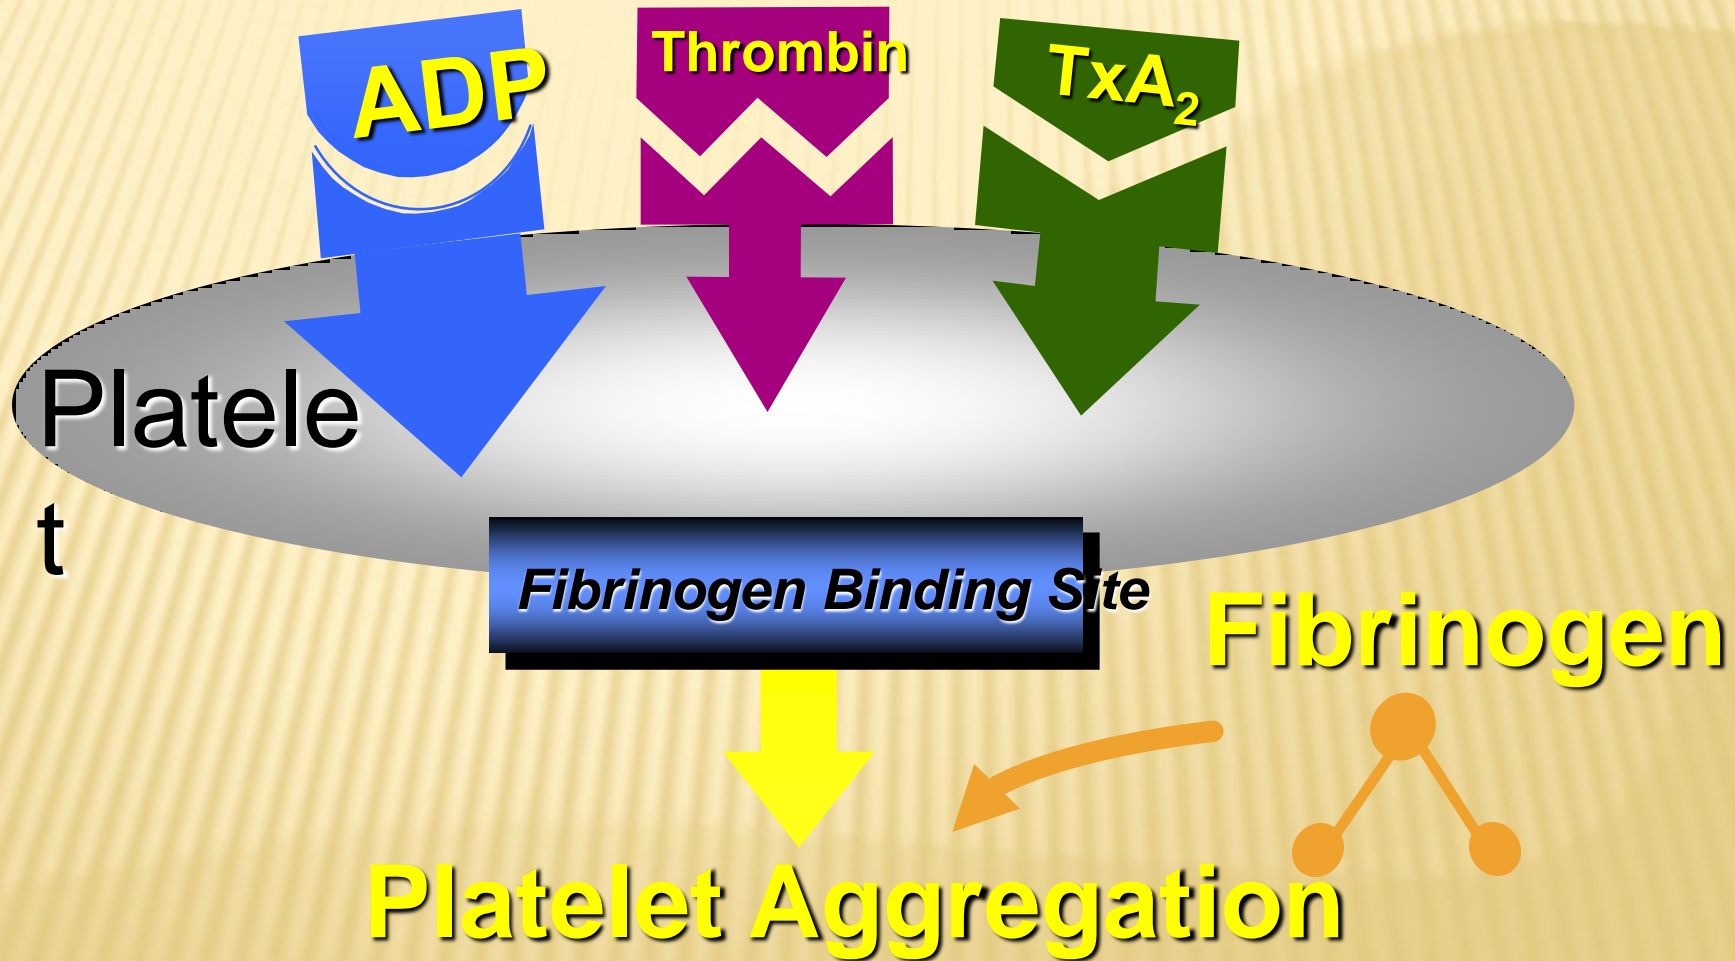 ADP
Thrombin
TxA₂
Platele
t
Fibrinogen Binding Site
Fibrinogen
Platelet Aggregation